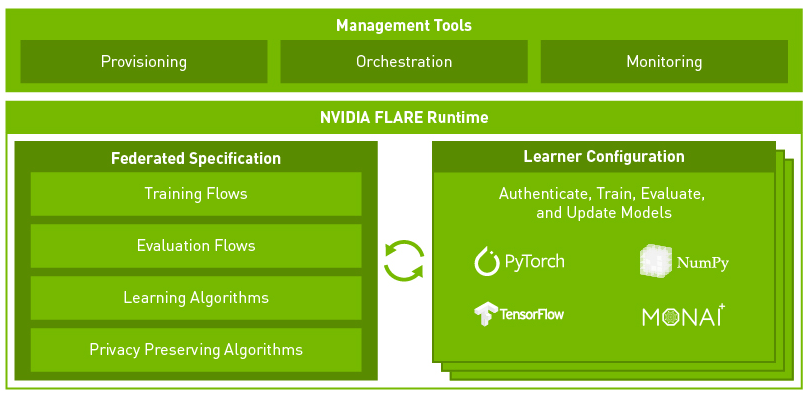 Management Tools
Provisioning
Orchestration
Monitoring
NVIDIA FLARE Runtime
Federated Specification
Training Flows
Evaluation Flows
Learning Algorithms
Privacy Preserving Algorithms
Learner Configuration
Authenticate, Train, Evaluate,
and Update Models
PyTorch
NumPy
TensorFlow
MONAI+